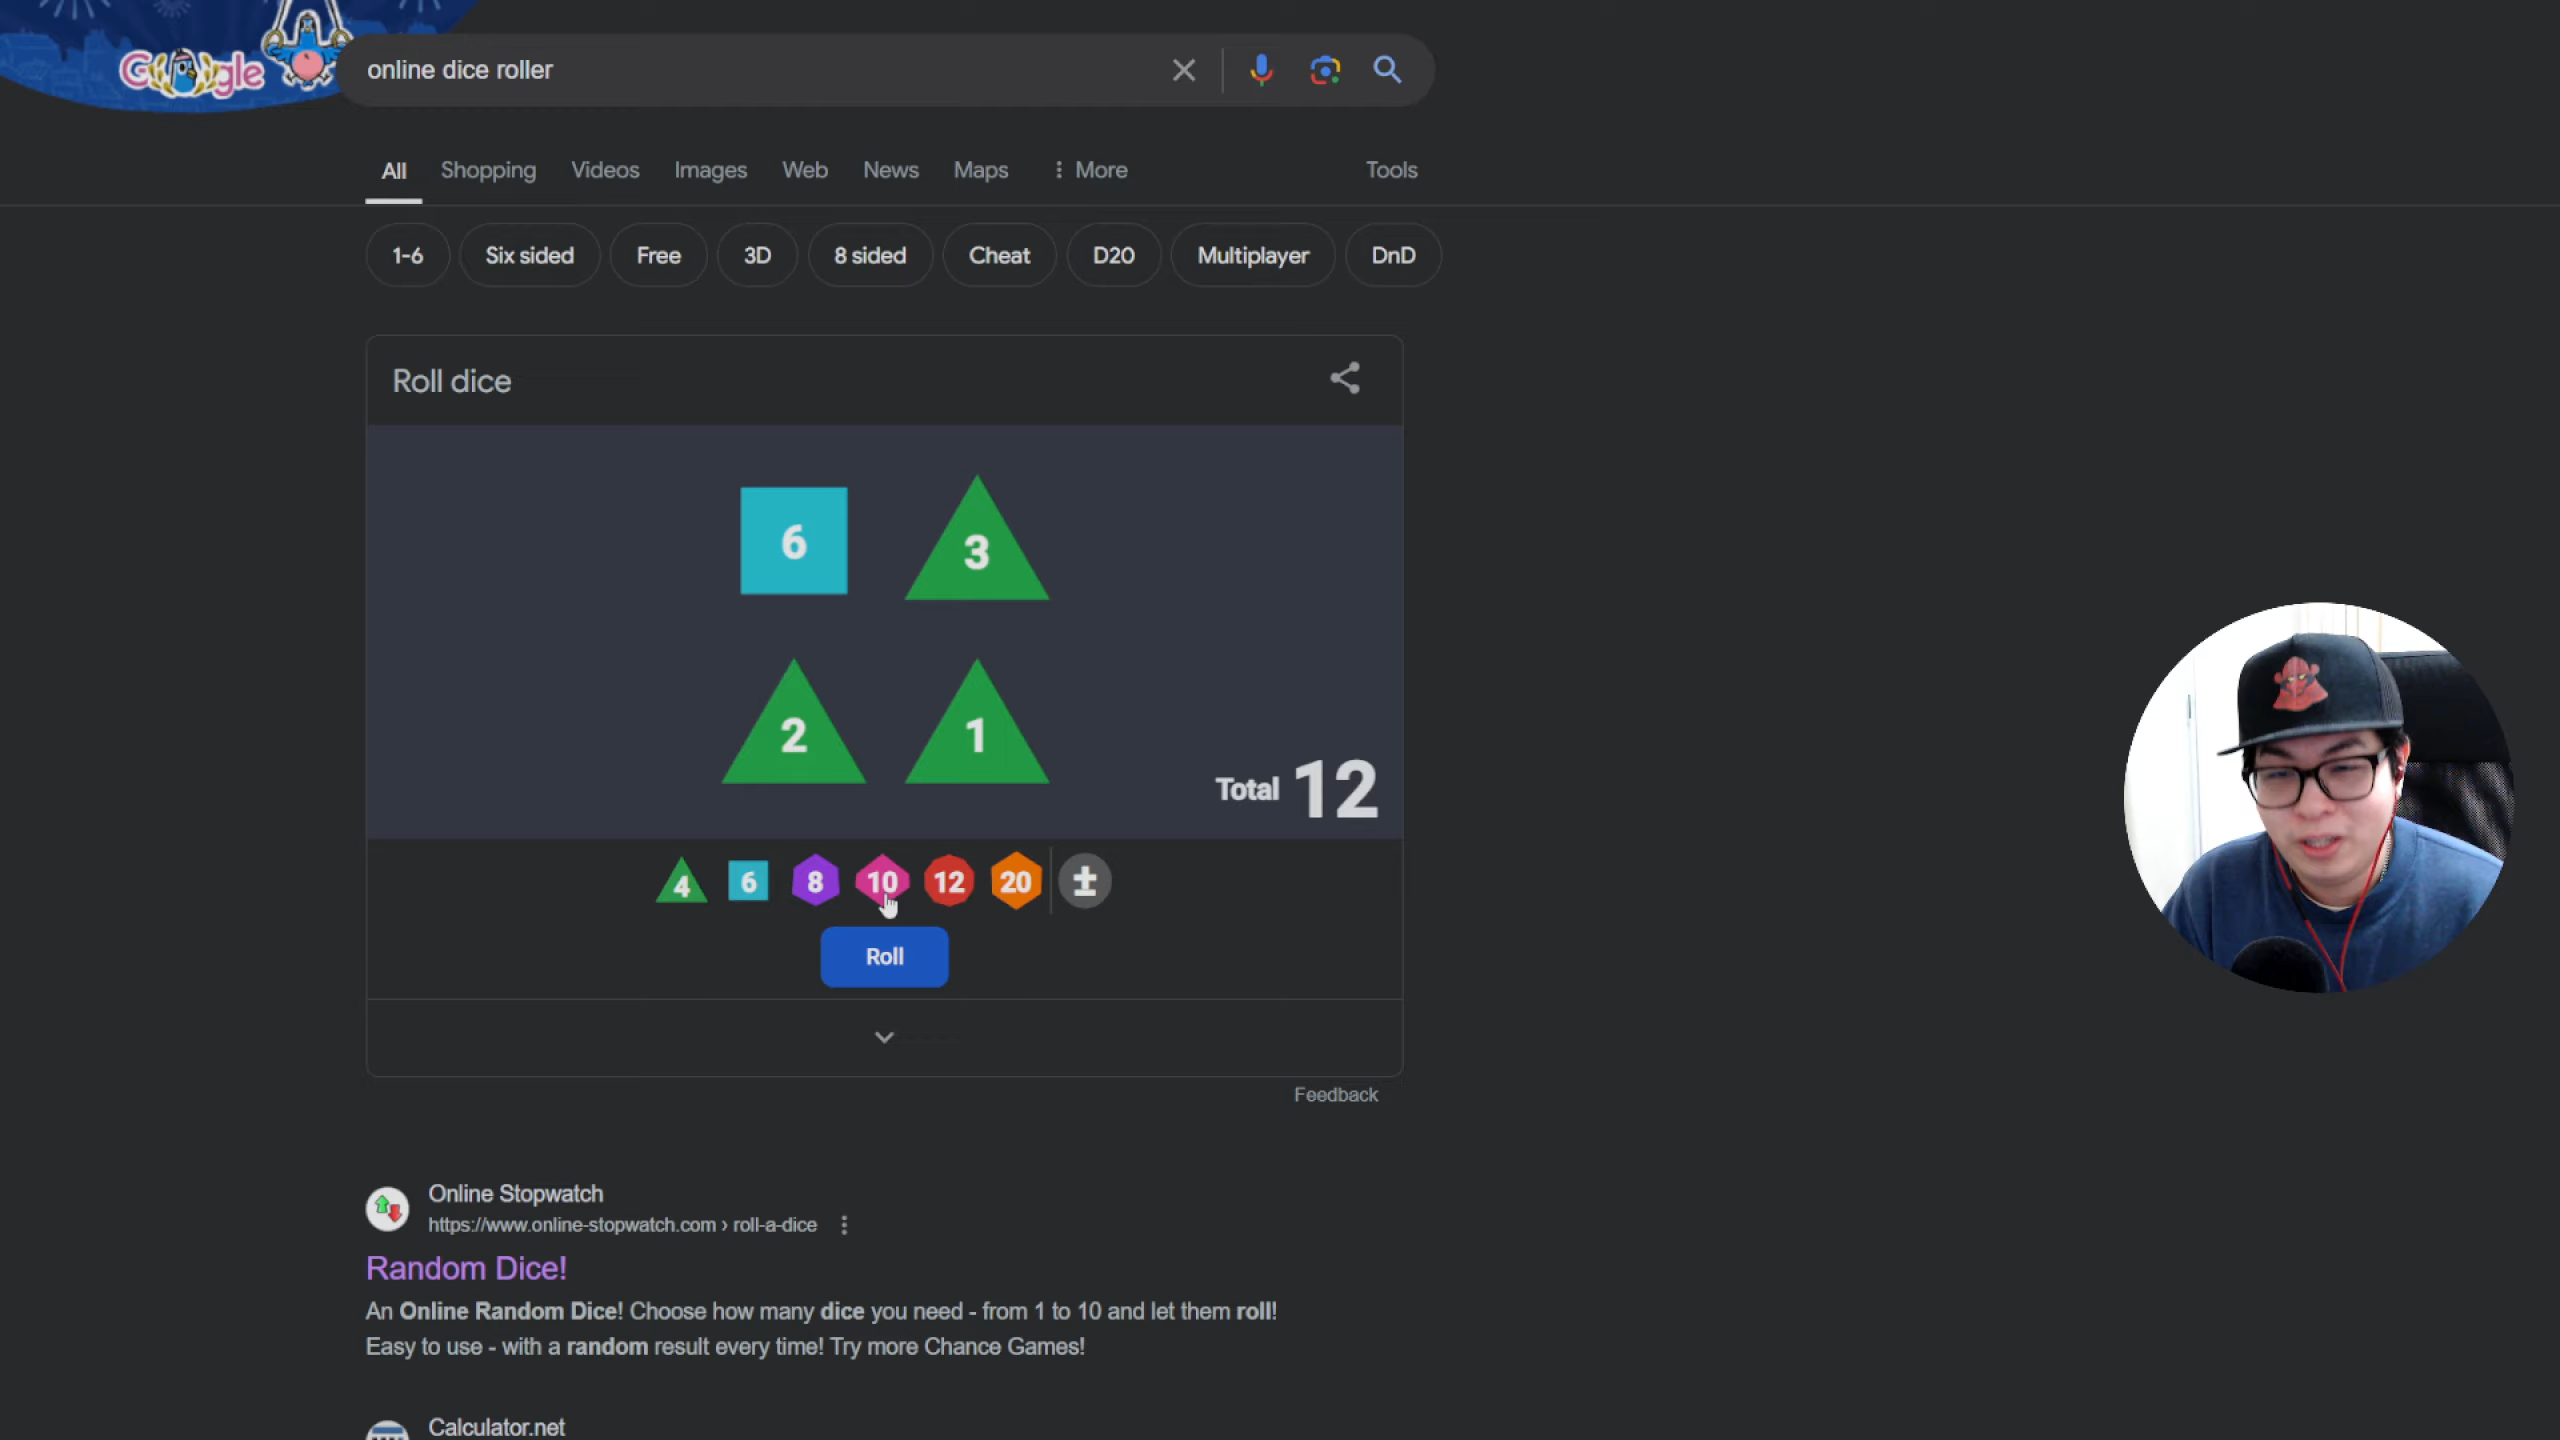 Google
online dice roller
All Shopping Videos Images Web News Maps More Tools
1-6 Six sided Free 3D 8 sided Cheat D20 Multiplayer DnD
Roll dice
6 3
2 1
Total 12
4 6 8 10 12 20 ±
Roll
Feedback
Online Stopwatch
https://www.online-stopwatch.com › roll-a-dice
Random Dice!
An Online Random Dice! Choose how many dice you need - from 1 to 10 and let them roll!
Easy to use - with a random result every time! Try more Chance Games!
Calculator.net